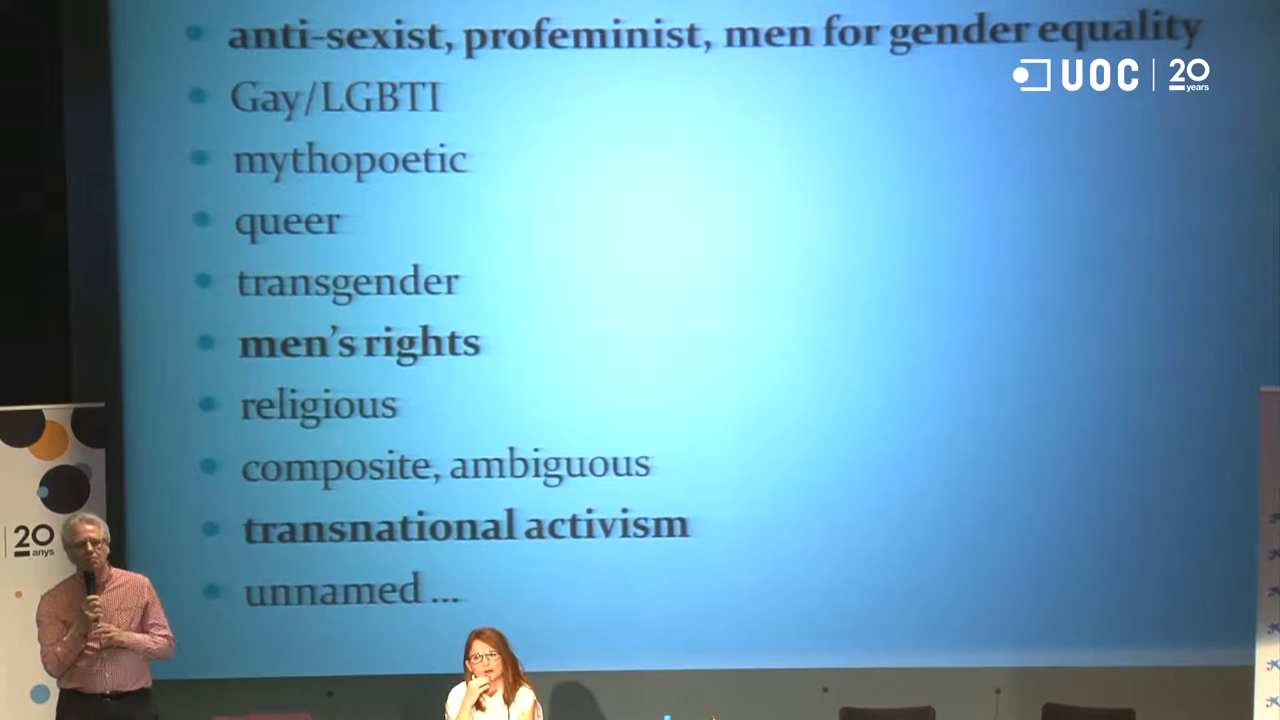 anti-sexist, profeminist, men for gender equality
UOC | 20 years
Gay/LGBTI
mythopoetic
queer
transgender
men's rights
religious
composite, ambiguous
transnational activism
20 anys
unnamed ...